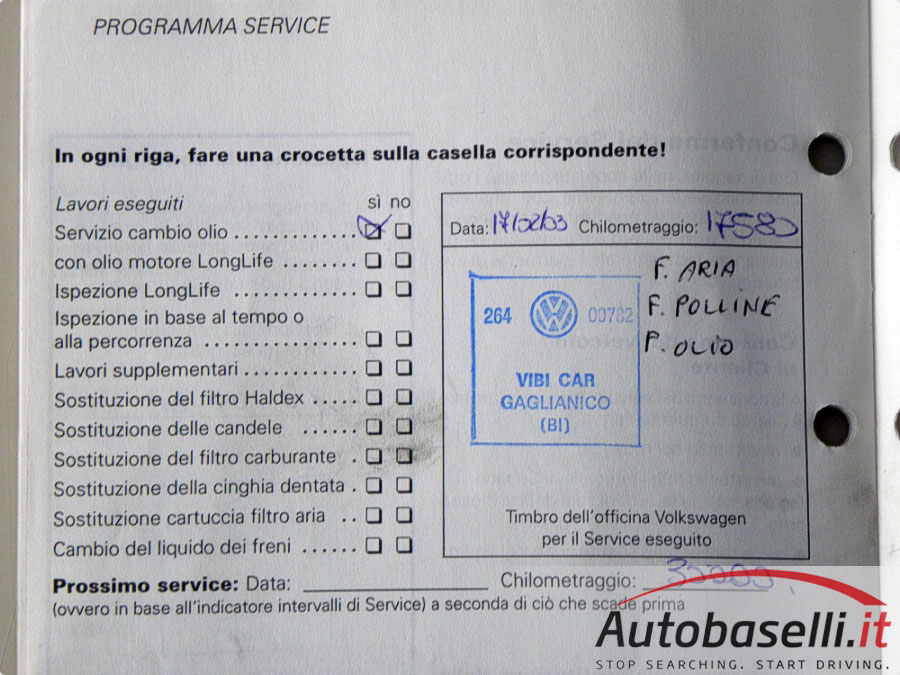 PROGRAMMA SERVICE
In ogni riga, fare una crocetta sulla casella corrispondente!
Lavori eseguiti sì no
Servizio cambio olio
con olio motore LongLife
Ispezione LongLife
Ispezione in base al tempo o
alla percorrenza
Lavori supplementari
Sostituzione del filtro Haldex
Sostituzione delle candele
Sostituzione del filtro carburante
Sostituzione della cinghia dentata
Sostituzione cartuccia filtro aria
Cambio del liquido dei freni
Data: 17/02/03 Chilometraggio: 17580
F. ARIA
F. POLLINE
F. OLIO
264 00782
VIBI CAR
GAGLIANICO
(BI)
Timbro dell'officina Volkswagen
per il Service eseguito
Prossimo service: Data: Chilometraggio:
(ovvero in base all'indicatore intervalli di Service) a seconda di ciò che scade prima
Autobaselli.it
STOP SEARCHING. START DRIVING.